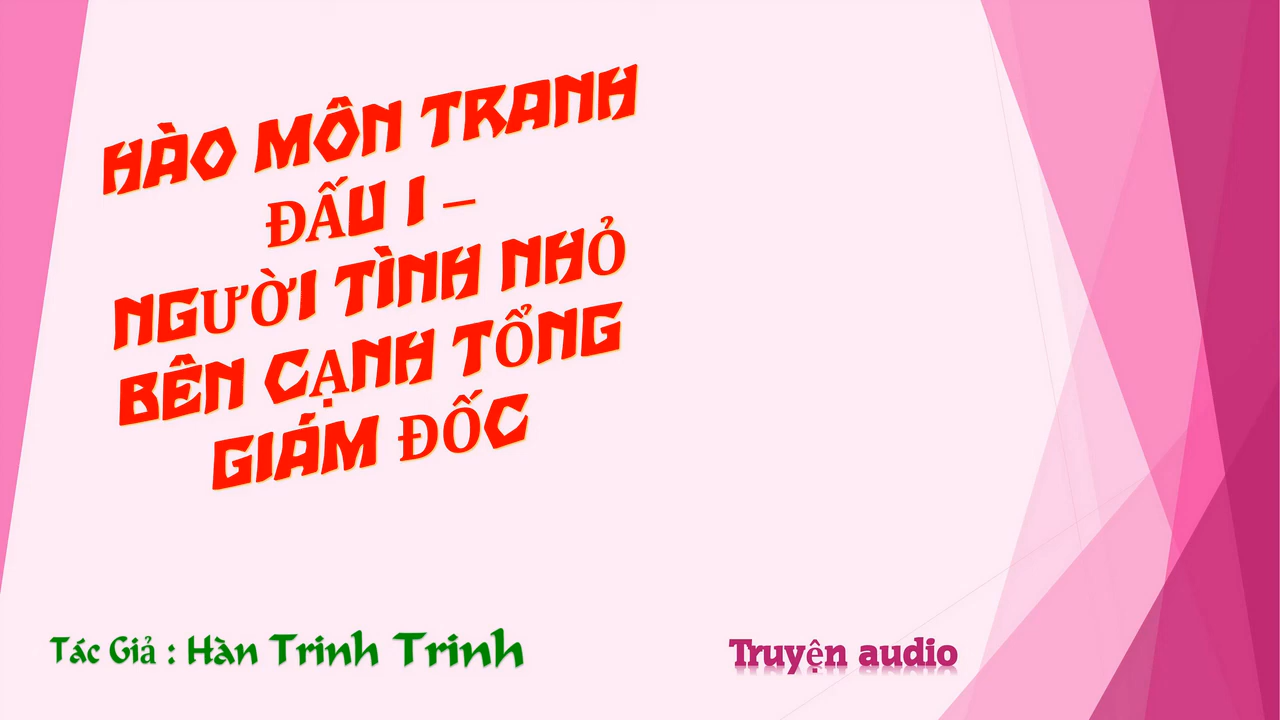 HÀO MÔN TRANH
ĐẤU I –
NGƯỜI TÌNH NHỎ
BÊN CẠNH TỔNG
GIÁM ĐỐC
Tác Giả : Hàn Trinh Trinh
Truyện audio